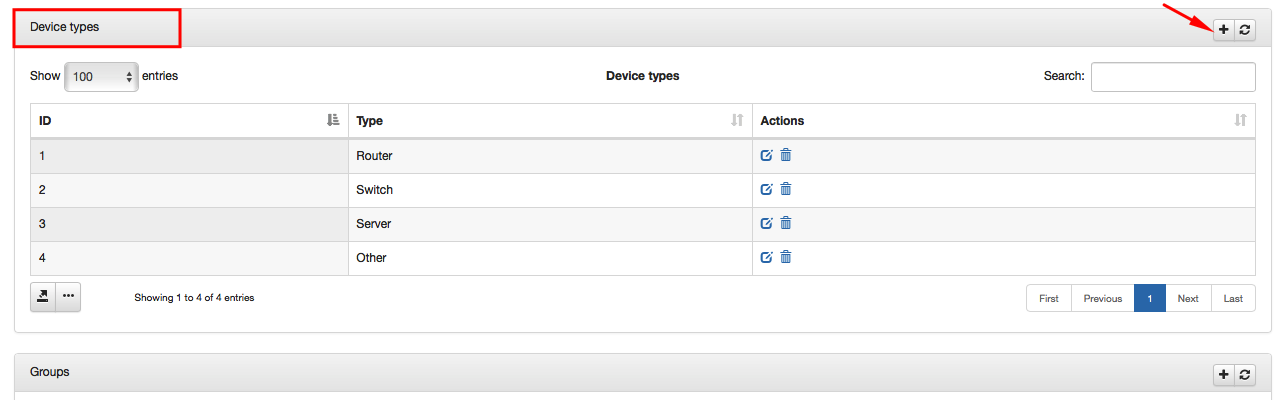 Device types
Show 100 entries
Device types
Search:
ID Type Actions
1 Router
2 Switch
3 Server
4 Other
Showing 1 to 4 of 4 entries
First Previous 1 Next Last
Groups